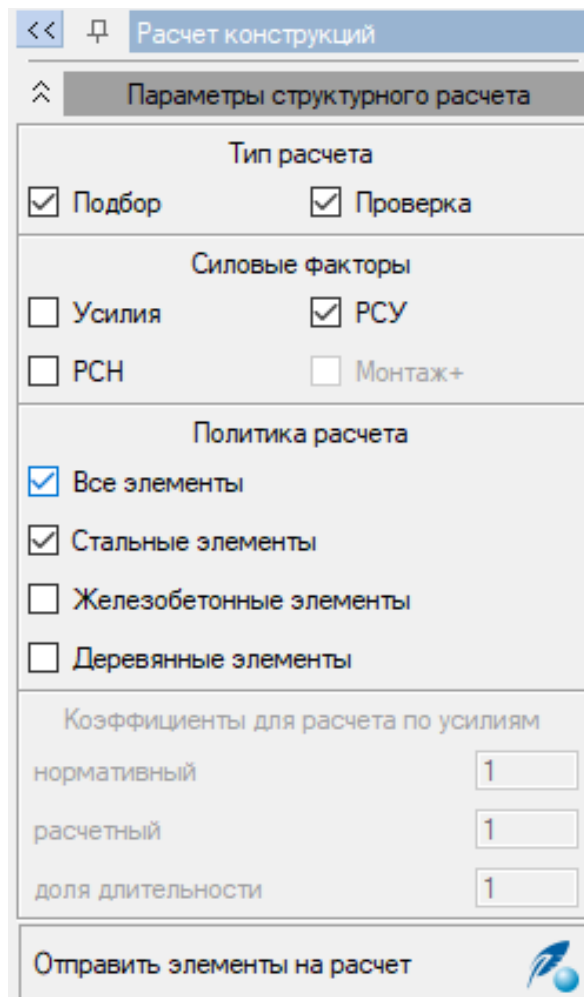 << Расчет конструкций
Параметры структурного расчета
Тип расчета
Подбор Проверка
Силовые факторы
Усилия РСУ
РСН Монтаж+
Политика расчета
Все элементы
Стальные элементы
Железобетонные элементы
Деревянные элементы
Коэффициенты для расчета по усилиям
нормативный 1
расчетный 1
доля длительности 1
Отправить элементы на расчет